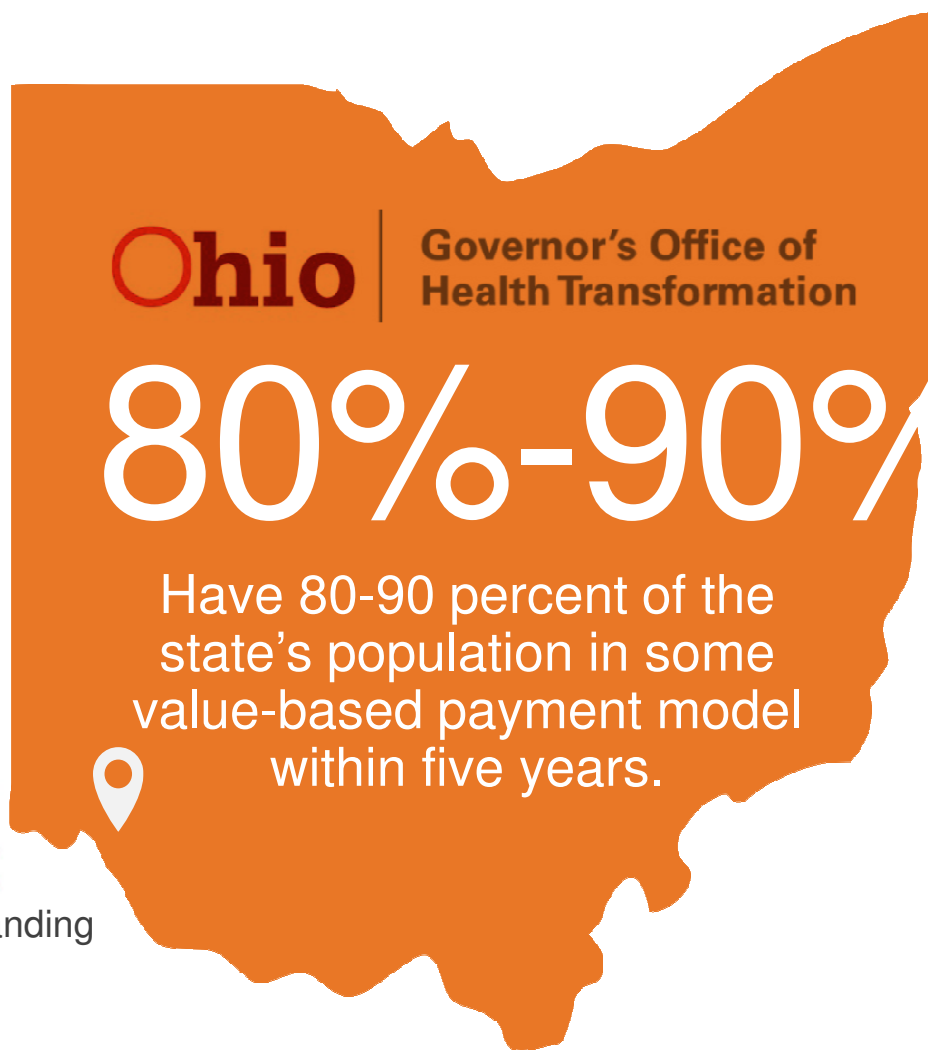 Ohio
Governor's Office of
Health Transformation
80%-90%
Have 80-90 percent of the
state's population in some
value-based payment model
within five years.